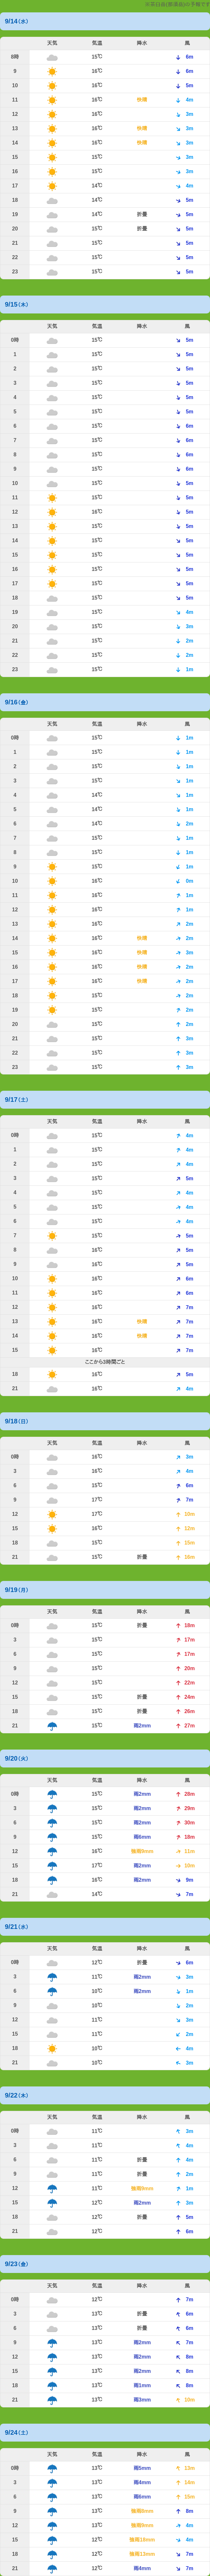 9/14(水)
天気 気温 降水 風
8時 15℃ 6m
9 16℃ 6m
10 16℃ 5m
11 16℃ 快晴 4m
12 16℃ 3m
13 16℃ 快晴 3m
14 16℃ 快晴 3m
15 16℃ 3m
16 15℃ 3m
17 14℃ 4m
18 14℃ 5m
19 14℃ 折畳 5m
20 15℃ 折畳 5m
21 15℃ 5m
22 15℃ 5m
23 15℃ 5m
9/15(木)
天気 気温 降水 風
0時 15℃ 5m
1 15℃ 5m
2 15℃ 5m
3 15℃ 5m
4 15℃ 5m
5 15℃ 5m
6 15℃ 6m
7 15℃ 6m
8 15℃ 6m
9 15℃ 6m
10 15℃ 5m
11 15℃ 5m
12 16℃ 5m
13 16℃ 5m
14 16℃ 5m
15 16℃ 5m
16 15℃ 5m
17 15℃ 5m
18 15℃ 5m
19 15℃ 4m
20 15℃ 3m
21 15℃ 2m
22 15℃ 2m
23 15℃ 1m
9/16(金)
天気 気温 降水 風
0時 15℃ 1m
1 15℃ 1m
2 15℃ 1m
3 15℃ 1m
4 14℃ 1m
5 14℃ 1m
6 14℃ 2m
7 15℃ 1m
8 15℃ 1m
9 16℃ 1m
10 16℃ 0m
11 16℃ 1m
12 16℃ 1m
13 16℃ 2m
14 16℃ 快晴 2m
15 16℃ 快晴 3m
16 16℃ 快晴 2m
17 16℃ 快晴 2m
18 15℃ 2m
19 15℃ 2m
20 15℃ 2m
21 15℃ 3m
22 15℃ 3m
23 16℃ 3m
9/17(土)
天気 気温 降水 風
0時 15℃ 4m
1 15℃ 4m
2 15℃ 4m
3 15℃ 5m
4 15℃ 4m
5 15℃ 4m
6 15℃ 4m
7 15℃ 5m
8 16℃ 5m
9 16℃ 5m
10 16℃ 6m
11 16℃ 6m
12 16℃ 7m
13 16℃ 快晴 7m
14 16℃ 快晴 7m
15 16℃ 7m
ここから3時間ごと
18 16℃ 5m
21 16℃ 4m
9/18(日)
天気 気温 降水 風
0時 16℃ 3m
3 16℃ 4m
6 15℃ 6m
9 17℃ 7m
12 17℃ 10m
15 16℃ 12m
18 15℃ 15m
21 15℃ 折畳 16m
9/19(月)
天気 気温 降水 風
0時 15℃ 折畳 18m
3 15℃ 17m
6 15℃ 17m
9 15℃ 20m
12 15℃ 22m
15 15℃ 折畳 24m
18 15℃ 折畳 26m
21 15℃ 雨2mm 27m
9/20(火)
天気 気温 降水 風
0時 15℃ 雨2mm 28m
3 15℃ 雨2mm 29m
6 15℃ 雨2mm 30m
9 15℃ 雨6mm 18m
12 16℃ 強雨9mm 11m
15 17℃ 雨2mm 10m
18 16℃ 雨2mm 9m
21 14℃ 7m
9/21(水)
天気 気温 降水 風
0時 12℃ 折畳 6m
3 11℃ 雨2mm 3m
6 10℃ 雨2mm 1m
9 10℃ 2m
12 11℃ 3m
15 11℃ 2m
18 10℃ 4m
21 10℃ 3m
9/22(木)
天気 気温 降水 風
0時 11℃ 3m
3 11℃ 4m
6 11℃ 折畳 4m
9 11℃ 折畳 2m
12 11℃ 強雨8mm 1m
15 12℃ 雨2mm 3m
18 12℃ 折畳 5m
21 12℃ 6m
9/23(金)
天気 気温 降水 風
0時 12℃ 7m
3 13℃ 折畳 6m
6 13℃ 折畳 6m
9 13℃ 雨2mm 7m
12 13℃ 雨2mm 8m
15 13℃ 雨2mm 8m
18 13℃ 雨1mm 8m
21 13℃ 雨3mm 10m
9/24(土)
天気 気温 降水 風
0時 13℃ 雨5mm 13m
3 13℃ 雨4mm 14m
6 13℃ 雨6mm 15m
9 13℃ 強雨8mm 8m
12 13℃ 強雨9mm 4m
15 12℃ 強雨19mm 4m
18 12℃ 強雨13mm 7m
21 12℃ 雨4mm 7m